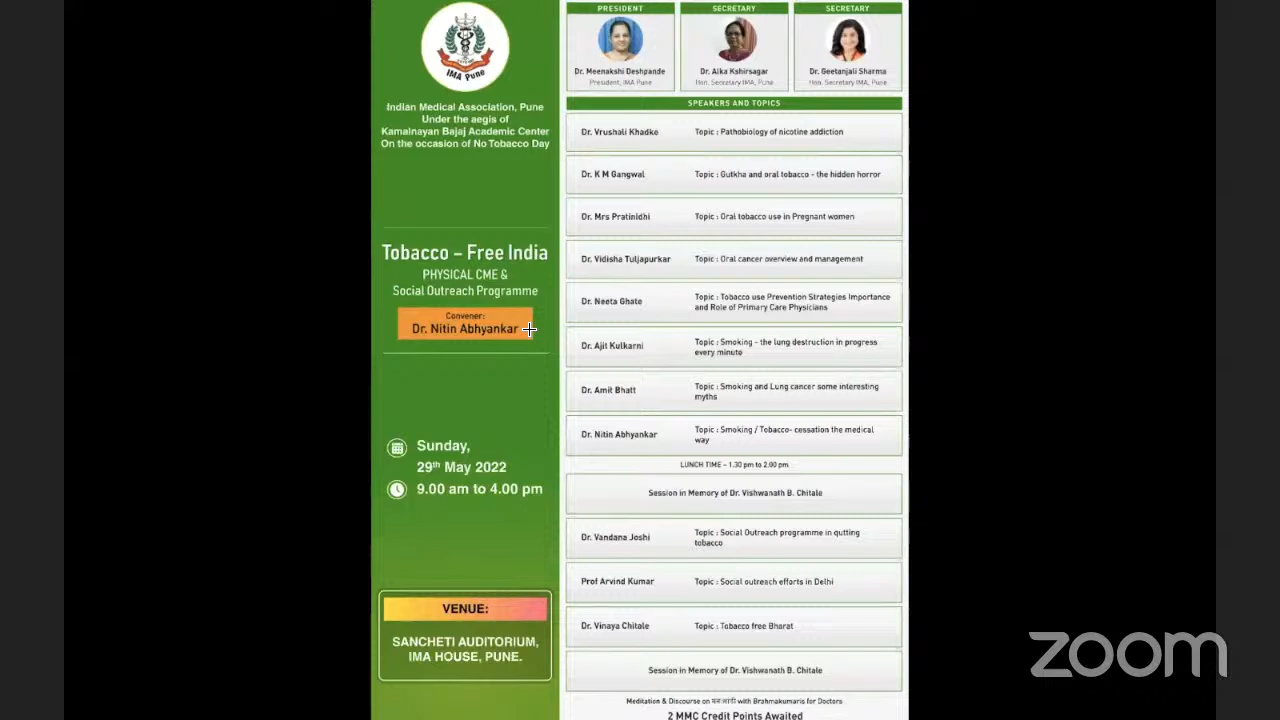 IMA Pune
Indian Medical Association, Pune
Under the aegis of
Kamalnayan Bajaj Academic Center
On the occasion of No Tobacco Day
Tobacco – Free India
PHYSICAL CME &
Social Outreach Programme
Convener:
Dr. Nitin Abhyankar
Sunday,
29th May 2022
9.00 am to 4.00 pm
VENUE:
SANCHETI AUDITORIUM,
IMA HOUSE, PUNE.
PRESIDENT
Dr. Meenakshi Deshpande
President, IMA Pune
SECRETARY
Dr. Alka Kshirsagar
Hon. Secretary IMA, Pune
SECRETARY
Dr. Geetanjali Sharma
Hon. Secretary IMA, Pune
SPEAKERS AND TOPICS
Dr. Vrushali Khadke Topic : Pathobiology of nicotine addiction
Dr. K M Gangwal Topic : Gutkha and oral tobacco - the hidden horror
Dr. Mrs Pratinidhi Topic : Oral tobacco use in Pregnant women
Dr. Vidisha Tuljapurkar Topic : Oral cancer overview and management
Dr. Neeta Ghate Topic : Tobacco use Prevention Strategies Importance
and Role of Primary Care Physicians
Dr. Ajit Kulkarni Topic : Smoking - the lung destruction in progress
every minute
Dr. Amit Bhatt Topic : Smoking and Lung cancer some interesting
myths
Dr. Nitin Abhyankar Topic : Smoking / Tobacco- cessation the medical
way
LUNCH TIME – 1.30 pm to 2.00 pm
Session in Memory of Dr. Vishwanath B. Chitale
Dr. Vandana Joshi Topic : Social Outreach programme in qutting
tobacco
Prof Arvind Kumar Topic : Social outreach efforts in Delhi
Dr. Vinaya Chitale Topic : Tobacco free Bharat
Session in Memory of Dr. Vishwanath B. Chitale
Meditation & Discourse on with Brahmakumaris for Doctors
2 MMC Credit Points Awaited
zoom